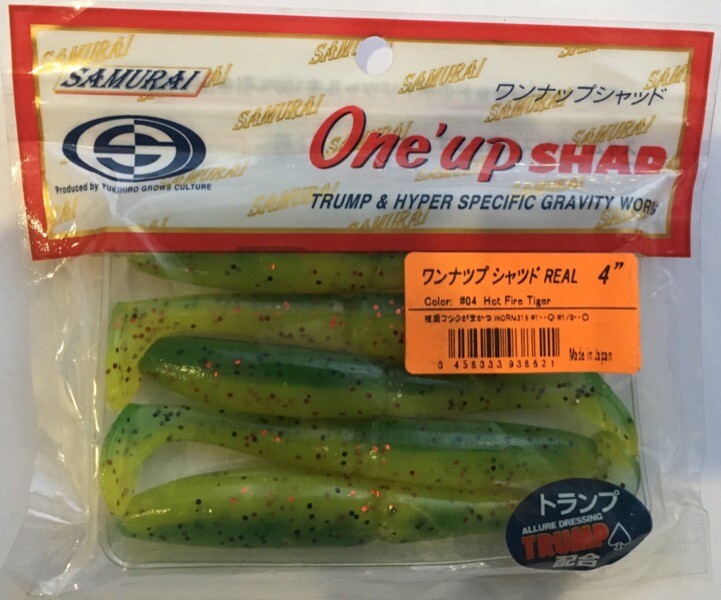 SAMURAI
ワンナップシャッド
One'up SHAD
Produced by YUKIHIRO GROWS CULTURE
TRUMP & HYPER SPECIFIC GRAVITY WORM
ワンナップ シャッド REAL 4"
Color: #04 Hot Fire Tiger
Made in Japan
0 458033 938621
トランプ
ALLURE DRESSING
TRUMP
配合